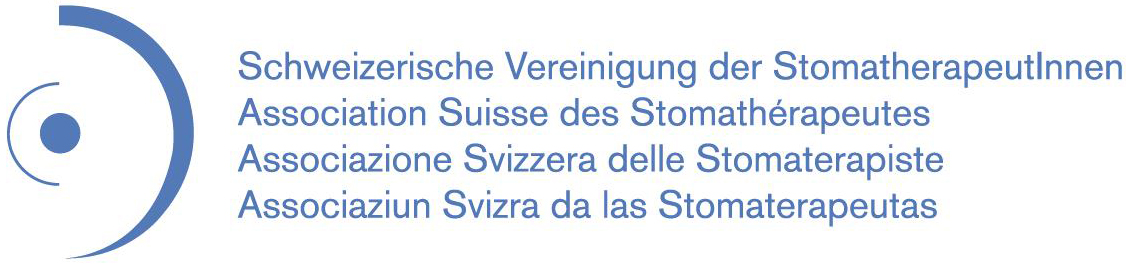 Schweizerische Vereinigung der StomatherapeutInnen
Association Suisse des Stomathérapeutes
Associazione Svizzera delle Stomaterapiste
Associaziun Svizra da las Stomaterapeutas